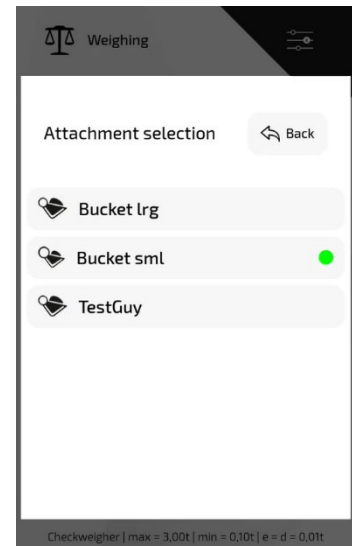 Weighing
Attachment selection
Back
Bucket lrg
Bucket sml
TestGuy
Checkweigher | max = 3,00t | min = 0,10t | e = d = 0,01t